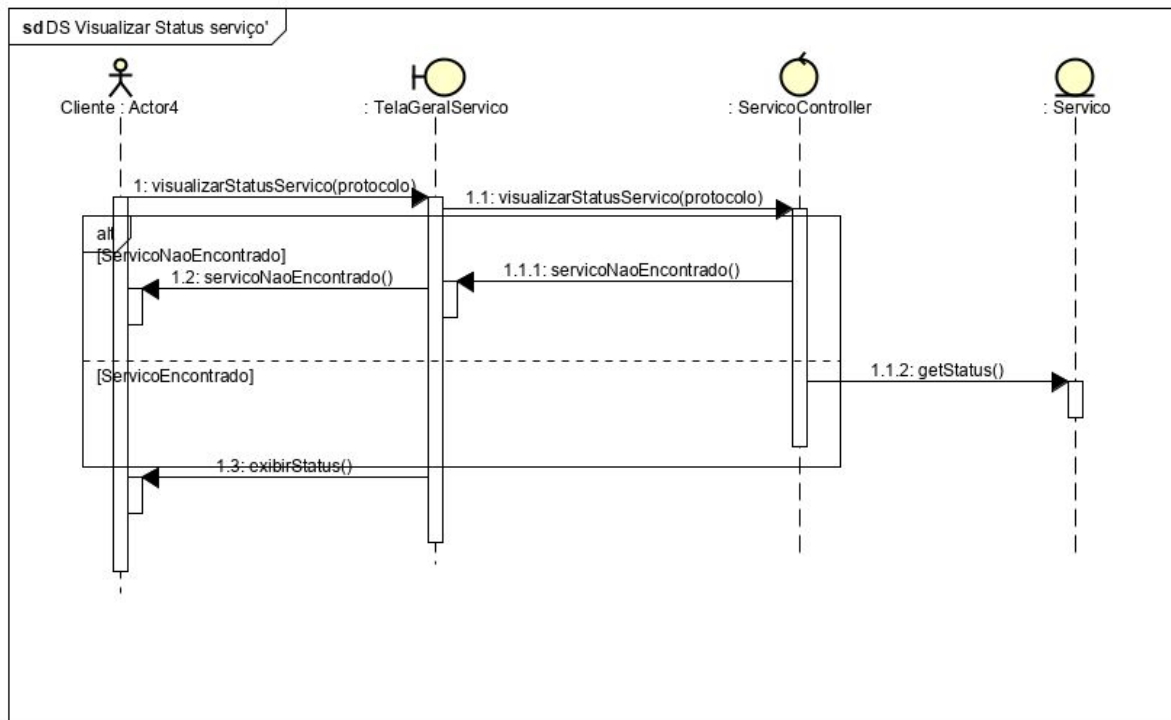 sd DS Visualizar Status serviço'
Cliente : Actor4
: TelaGeralServico
: ServicoController
: Servico
1: visualizarStatusServico(protocolo)
1.1: visualizarStatusServico(protocolo)
alt
[ServicoNaoEncontrado]
1.2: servicoNaoEncontrado()
1.1.1: servicoNaoEncontrado()
[ServicoEncontrado]
1.1.2: getStatus()
1.3: exibirStatus()